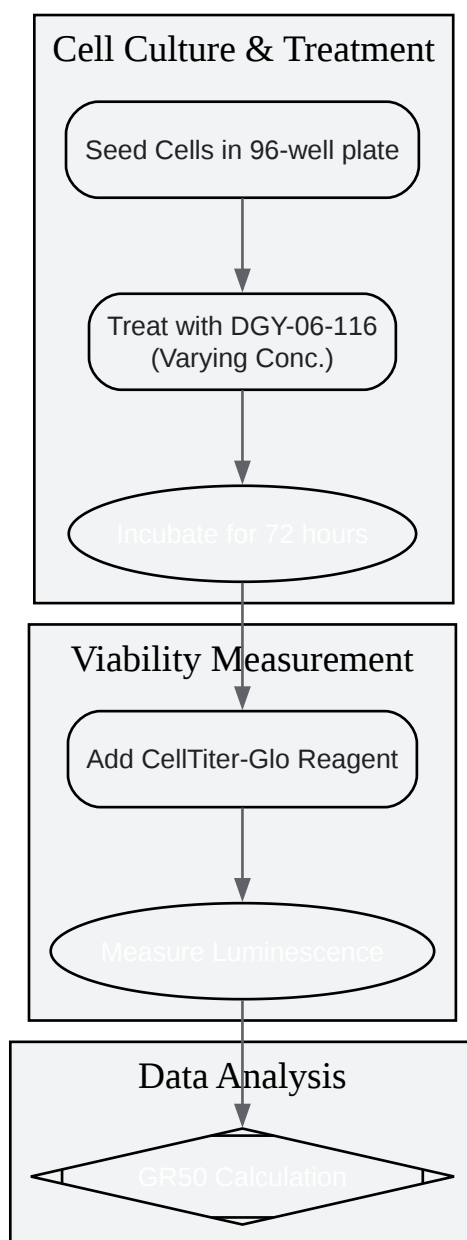 Cell Culture & Treatment
Seed Cells in 96-well plate
Treat with DGY-06-116
(Varying Conc.)
Incubate for 72 hours
Viability Measurement
Add CellTiter-Glo Reagent
Measure Luminescence
Data Analysis
GR50 Calculation